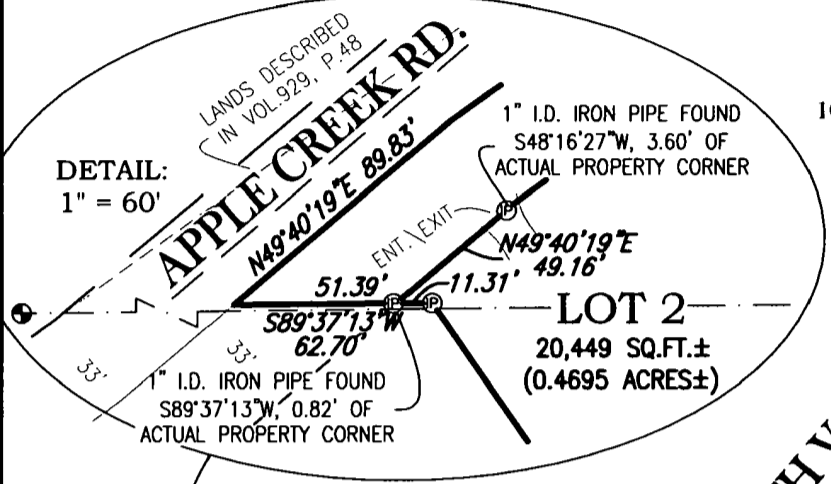 LANDS DESCRIBED
IN VOL.929, P.48
APPLE CREEK RD.
DETAIL:
1" = 60'
N49°40'19"E 89.83'
1" I.D. IRON PIPE FOUND
S48°16'27"W, 3.60' OF
ACTUAL PROPERTY CORNER
ENT.\EXIT
IP
N49°40'19"E
49.16'
51.39'
11.31'
IP
IP
S89°37'13"W
62.70'
LOT 2
20,449 SQ.FT.±
(0.4695 ACRES±)
33'
33'
1" I.D. IRON PIPE FOUND
S89°37'13"W, 0.82' OF
ACTUAL PROPERTY CORNER